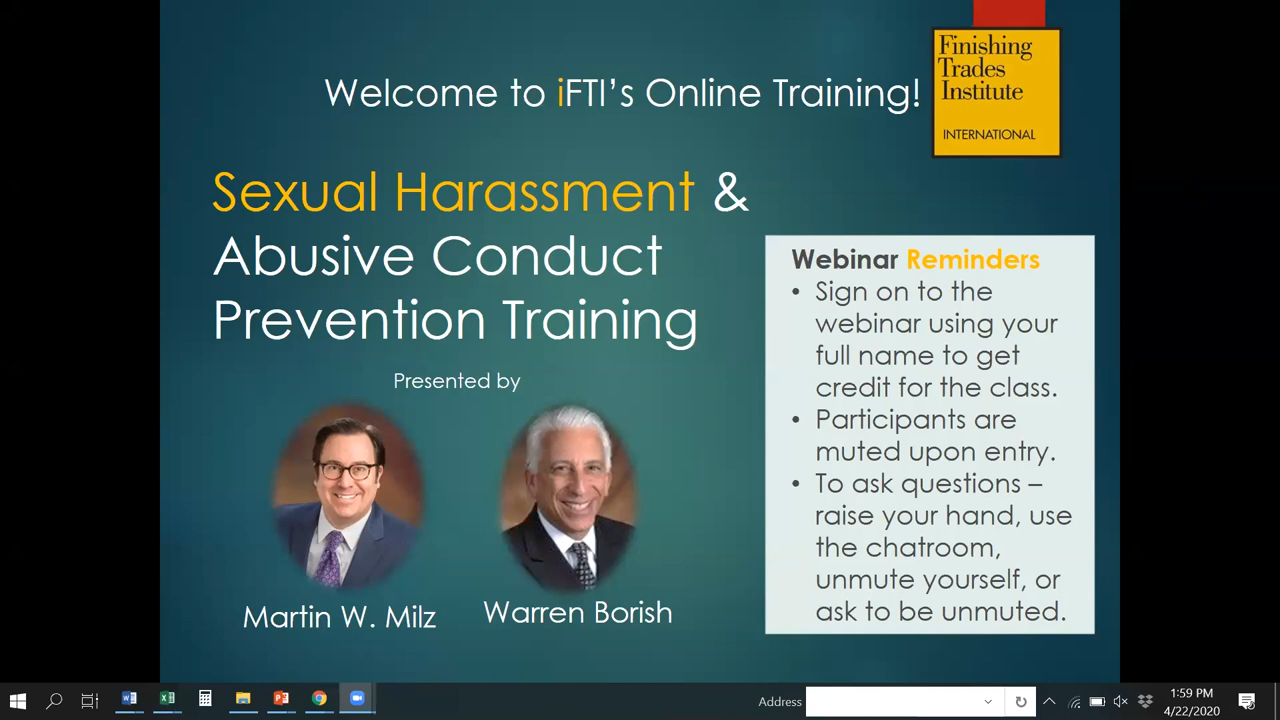 Welcome to iFTI's Online Training!
Finishing
Trades
Institute
INTERNATIONAL
Sexual Harassment &
Abusive Conduct
Prevention Training
Presented by
Martin W. Milz
Warren Borish
Webinar Reminders
• Sign on to the
webinar using your
full name to get
credit for the class.
• Participants are
muted upon entry.
• To ask questions –
raise your hand, use
the chatroom,
unmute yourself, or
ask to be unmuted.
Address
1:59 PM
4/22/2020